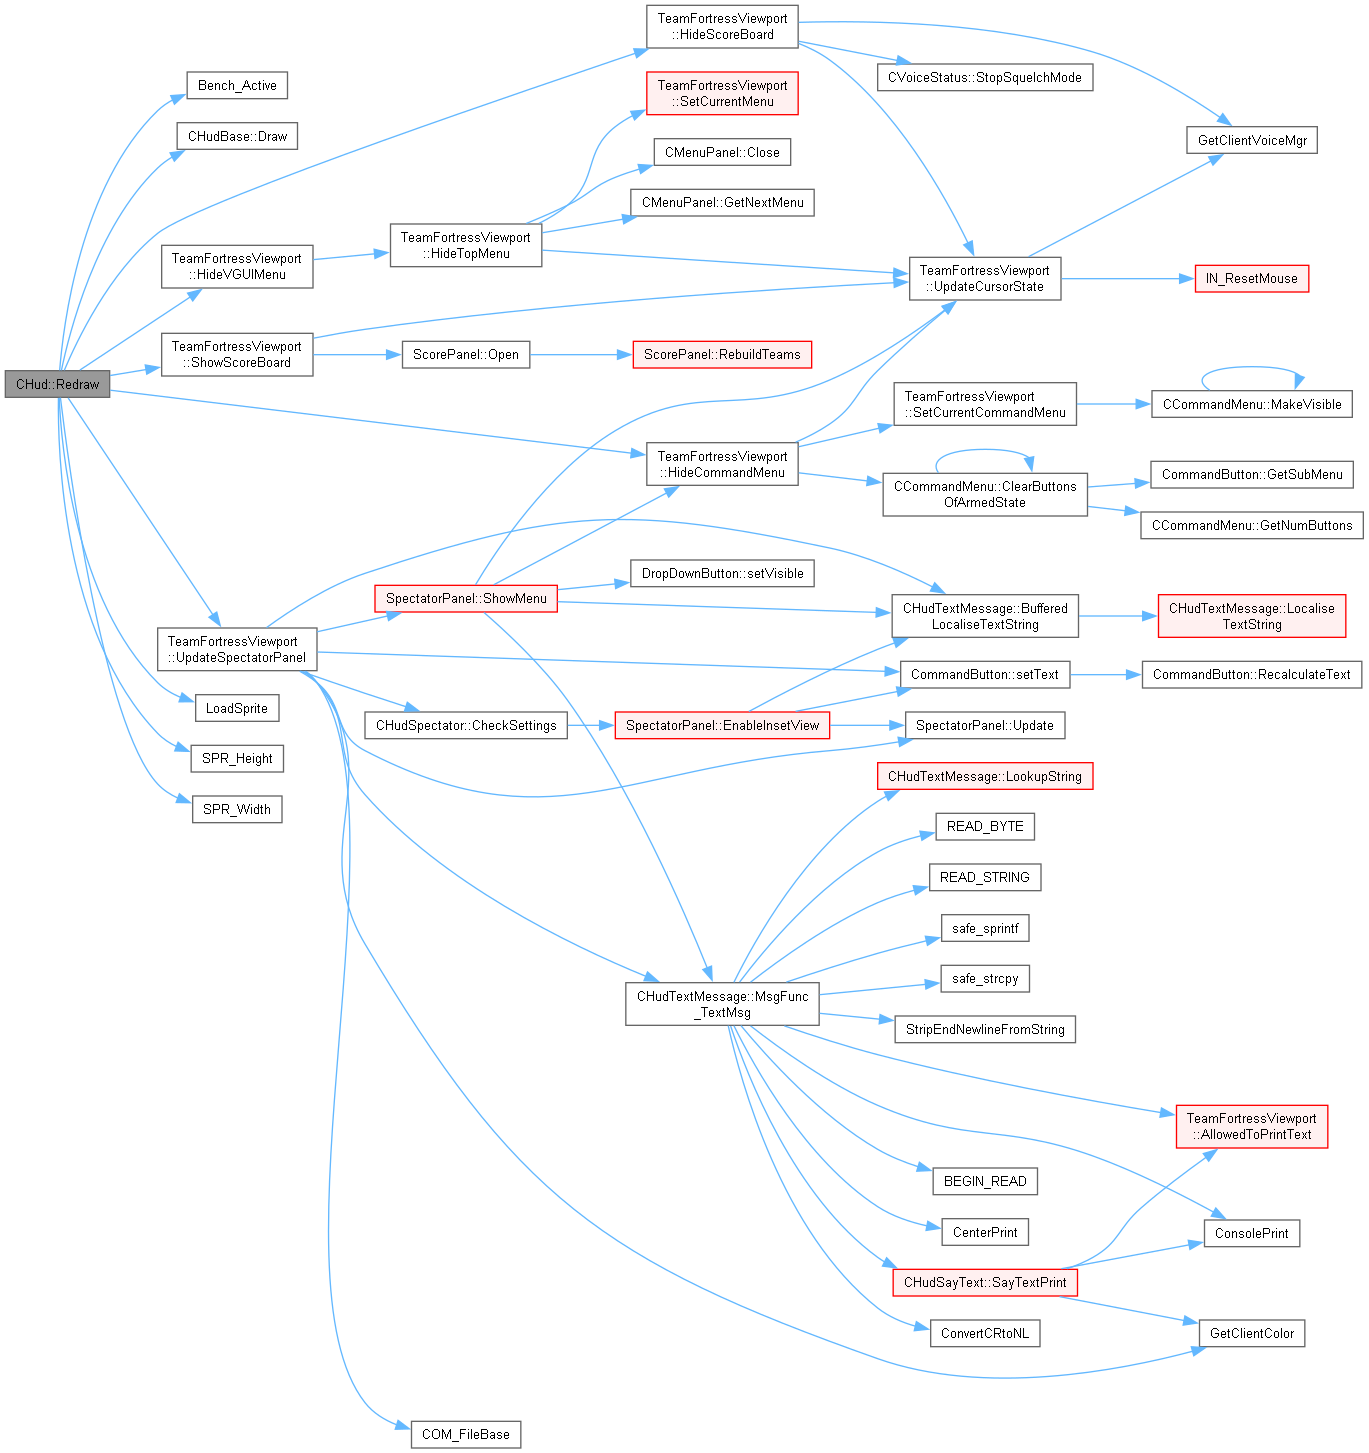 CHud::Redraw
Bench_Active
CHudBase::Draw
TeamFortressViewport
::HideScoreBoard
CVoiceStatus::StopSquelchMode
GetClientVoiceMgr
TeamFortressViewport
::SetCurrentMenu
CMenuPanel::Close
CMenuPanel::GetNextMenu
TeamFortressViewport
::HideVGUIMenu
TeamFortressViewport
::HideTopMenu
TeamFortressViewport
::UpdateCursorState
IN_ResetMouse
TeamFortressViewport
::ShowScoreBoard
ScorePanel::Open
ScorePanel::RebuildTeams
TeamFortressViewport
::SetCurrentCommandMenu
CCommandMenu::MakeVisible
TeamFortressViewport
::HideCommandMenu
CCommandMenu::ClearButtons
OfArmedState
CommandButton::GetSubMenu
CCommandMenu::GetNumButtons
DropDownButton::setVisible
SpectatorPanel::ShowMenu
CHudTextMessage::Buffered
LocaliseTextString
CHudTextMessage::Localise
TextString
TeamFortressViewport
::UpdateSpectatorPanel
CommandButton::setText
CommandButton::RecalculateText
LoadSprite
CHudSpectator::CheckSettings
SpectatorPanel::EnableInsetView
SpectatorPanel::Update
SPR_Height
SPR_Width
CHudTextMessage::LookupString
READ_BYTE
READ_STRING
safe_sprintf
safe_strcpy
CHudTextMessage::MsgFunc
_TextMsg
StripEndNewlineFromString
TeamFortressViewport
::AllowedToPrintText
BEGIN_READ
CenterPrint
ConsolePrint
CHudSayText::SayTextPrint
ConvertCRtoNL
GetClientColor
COM_FileBase